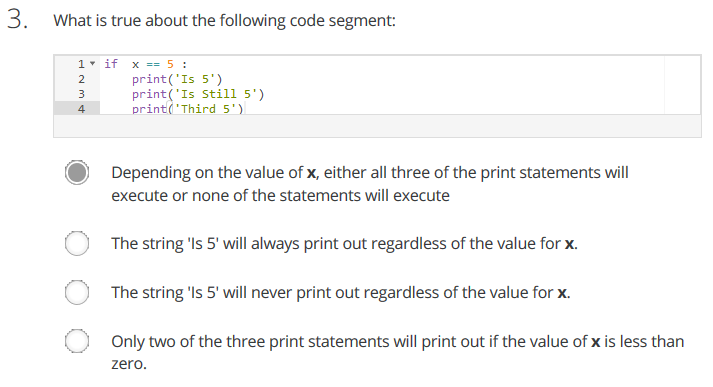 3. What is true about the following code segment:
1 if x == 5 :
2 print('Is 5')
3 print('Is Still 5')
4 print('Third 5')
Depending on the value of x, either all three of the print statements will
execute or none of the statements will execute
The string 'Is 5' will always print out regardless of the value for x.
The string 'Is 5' will never print out regardless of the value for x.
Only two of the three print statements will print out if the value of x is less than
zero.